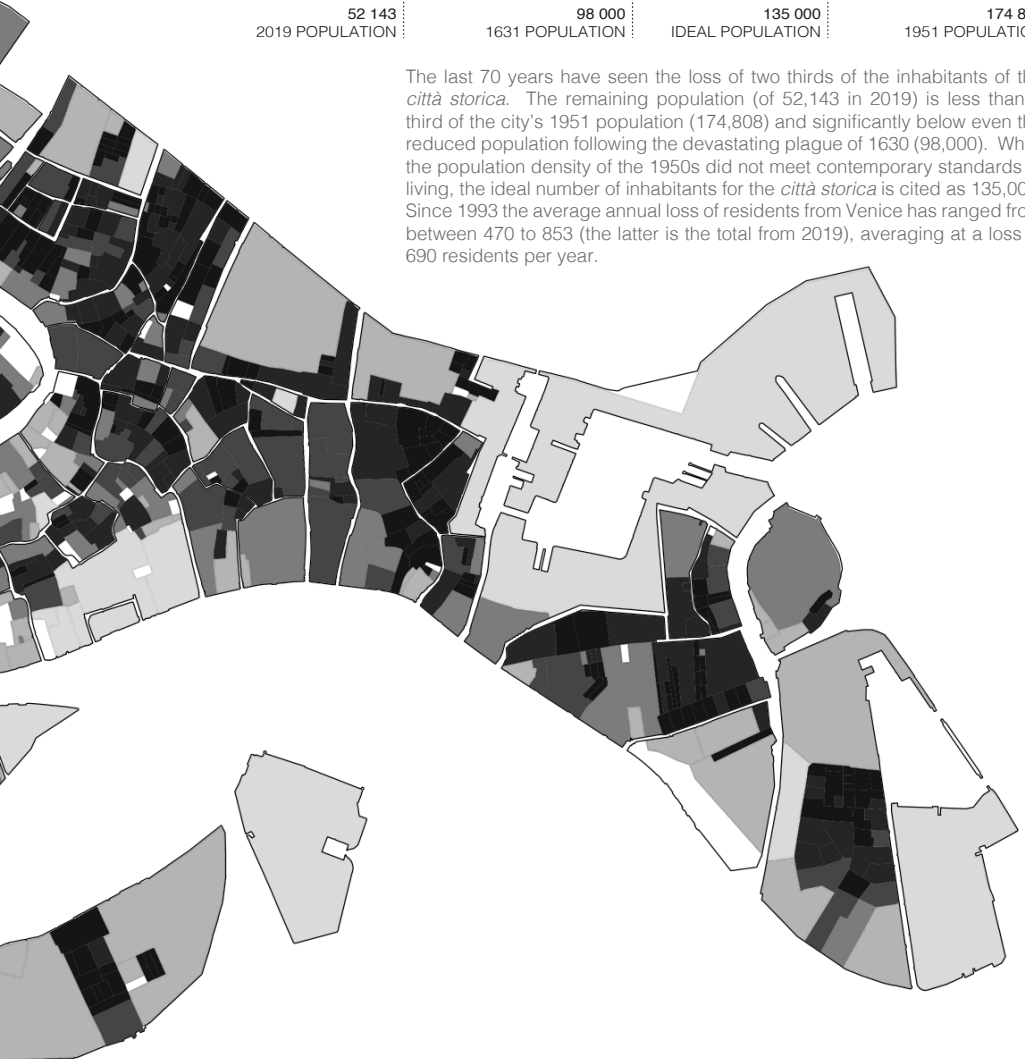 52 143
2019 POPULATION
98 000
1631 POPULATION
135 000
IDEAL POPULATION
174 8
1951 POPULATIO
The last 70 years have seen the loss of two thirds of the inhabitants of th
città storica. The remaining population (of 52,143 in 2019) is less than
third of the city's 1951 population (174,808) and significantly below even th
reduced population following the devastating plague of 1630 (98,000). Wh
the population density of the 1950s did not meet contemporary standards
living, the ideal number of inhabitants for the città storica is cited as 135,00
Since 1993 the average annual loss of residents from Venice has ranged fro
between 470 to 853 (the latter is the total from 2019), averaging at a loss
690 residents per year.